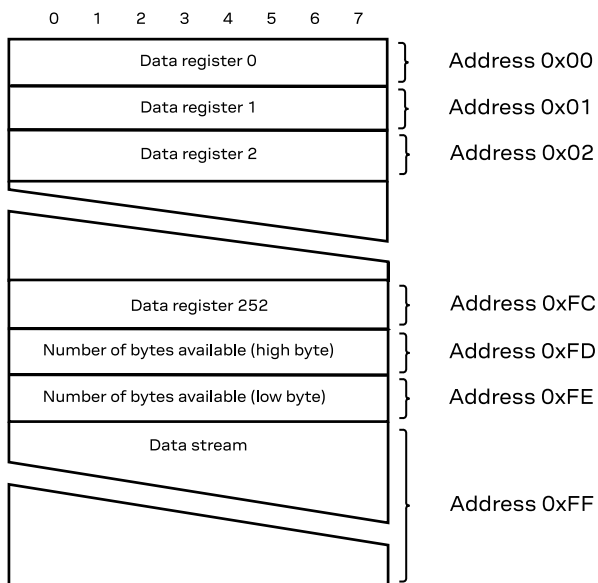 0 1 2 3 4 5 6 7
Data register 0 Address 0x00
Data register 1 Address 0x01
Data register 2 Address 0x02
Data register 252 Address 0xFC
Number of bytes available (high byte) Address 0xFD
Number of bytes available (low byte) Address 0xFE
Data stream
Address 0xFF